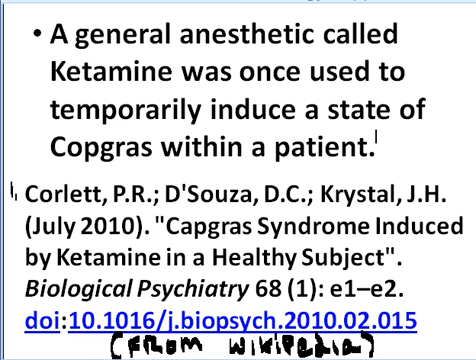 • A general anesthetic called
Ketamine was once used to
temporarily induce a state of
Copgras within a patient.1
1. Corlett, P.R.; D'Souza, D.C.; Krystal, J.H.
(July 2010). "Capgras Syndrome Induced
by Ketamine in a Healthy Subject".
Biological Psychiatry 68 (1): e1–e2.
doi:10.1016/j.biopsych.2010.02.015
(FROM WIKIPEDIA)